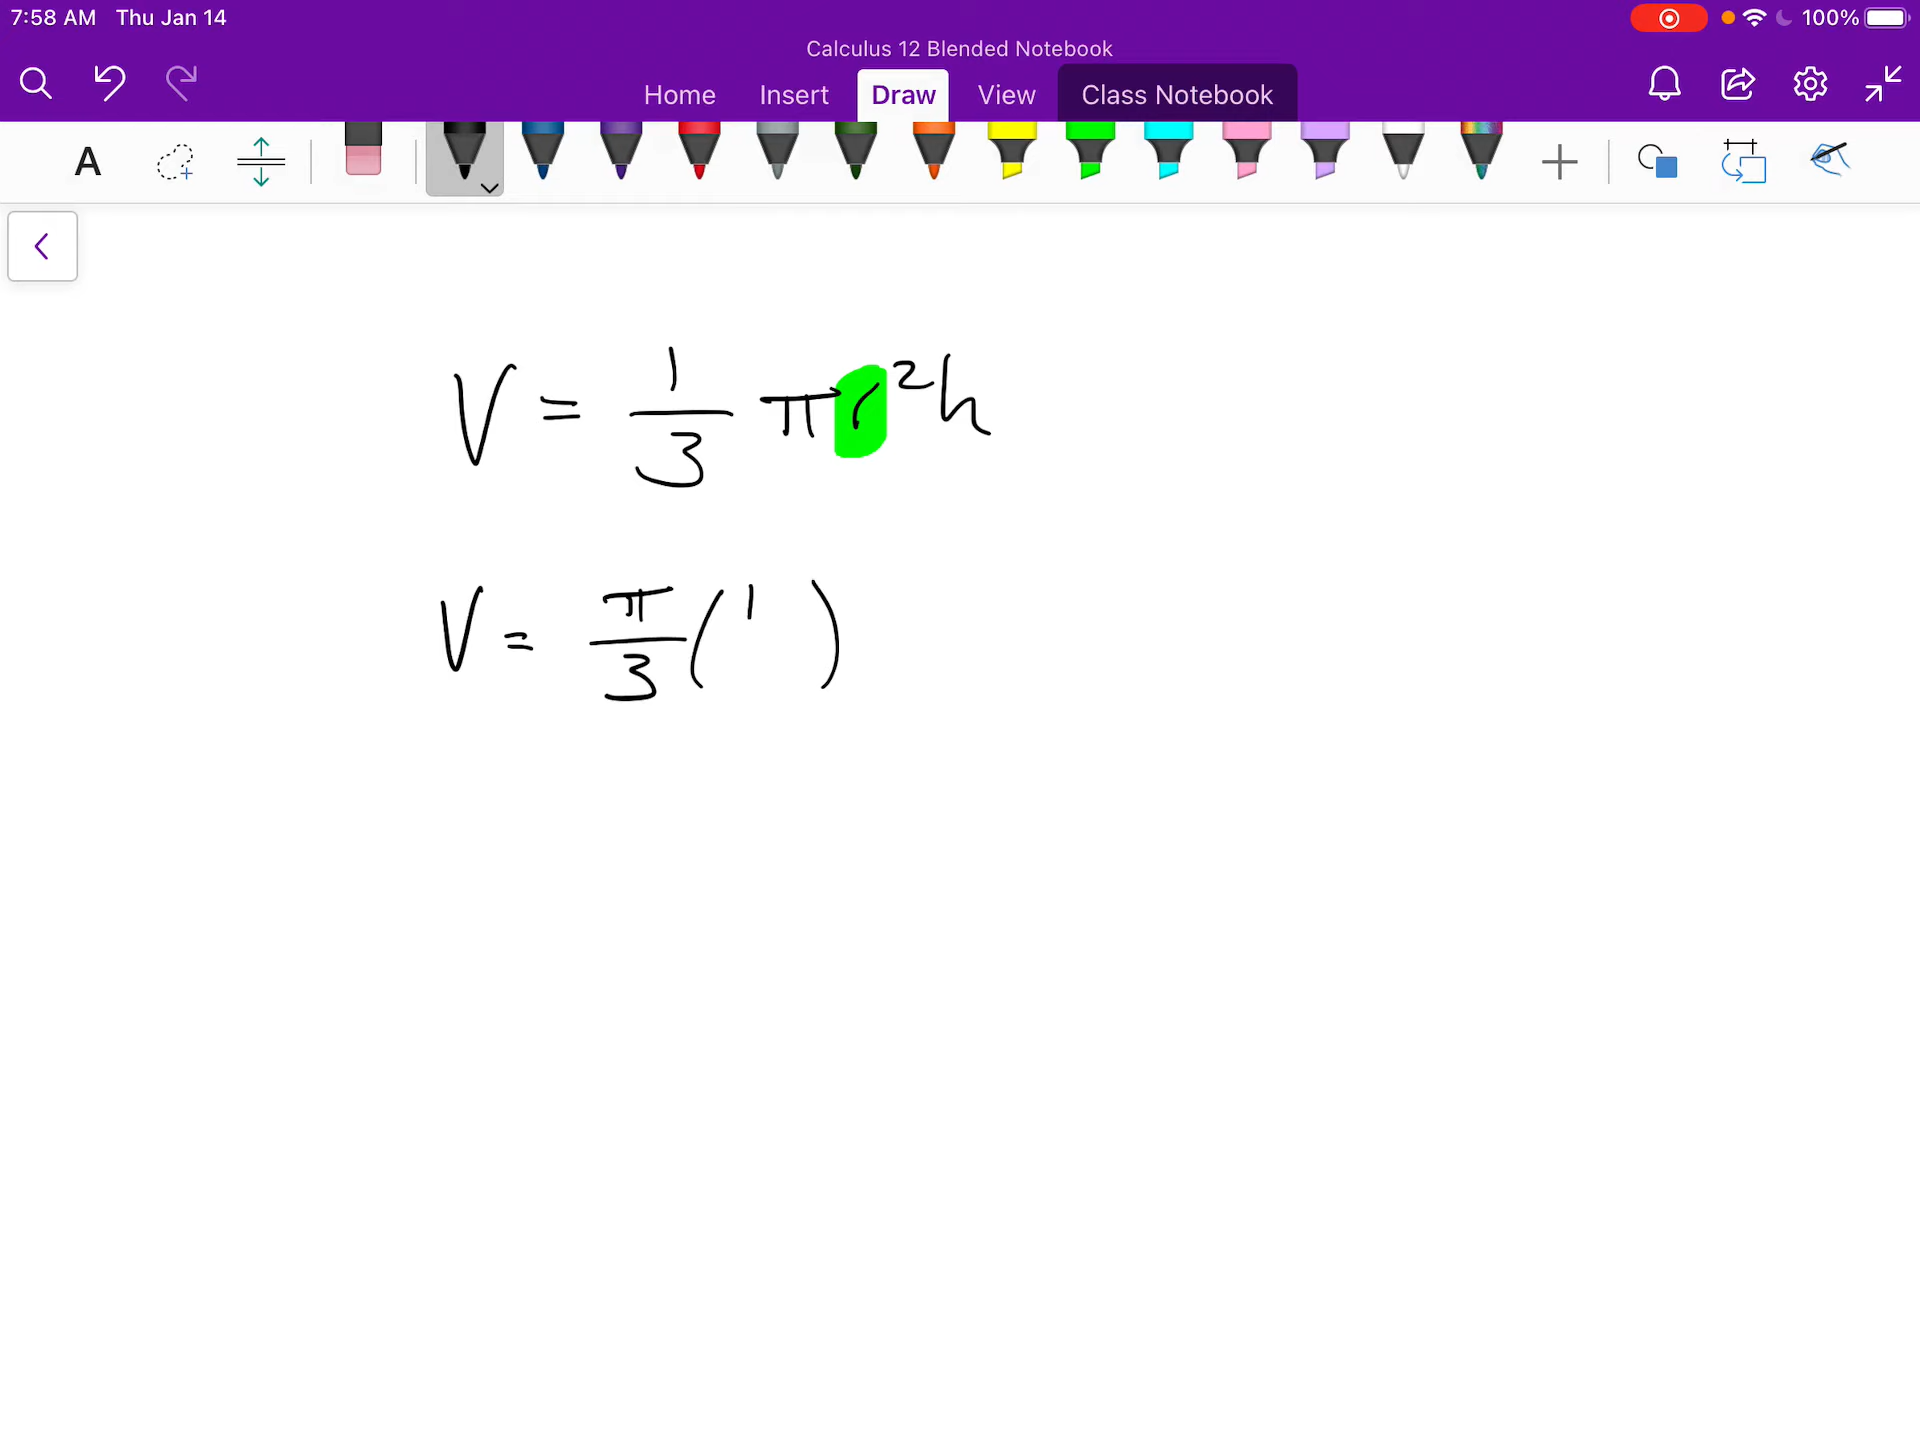 7:58 AM Thu Jan 14 100%
Calculus 12 Blended Notebook
Home Insert Draw View Class Notebook
A
V = 1/3 πr²h
V = π/3 (1 )